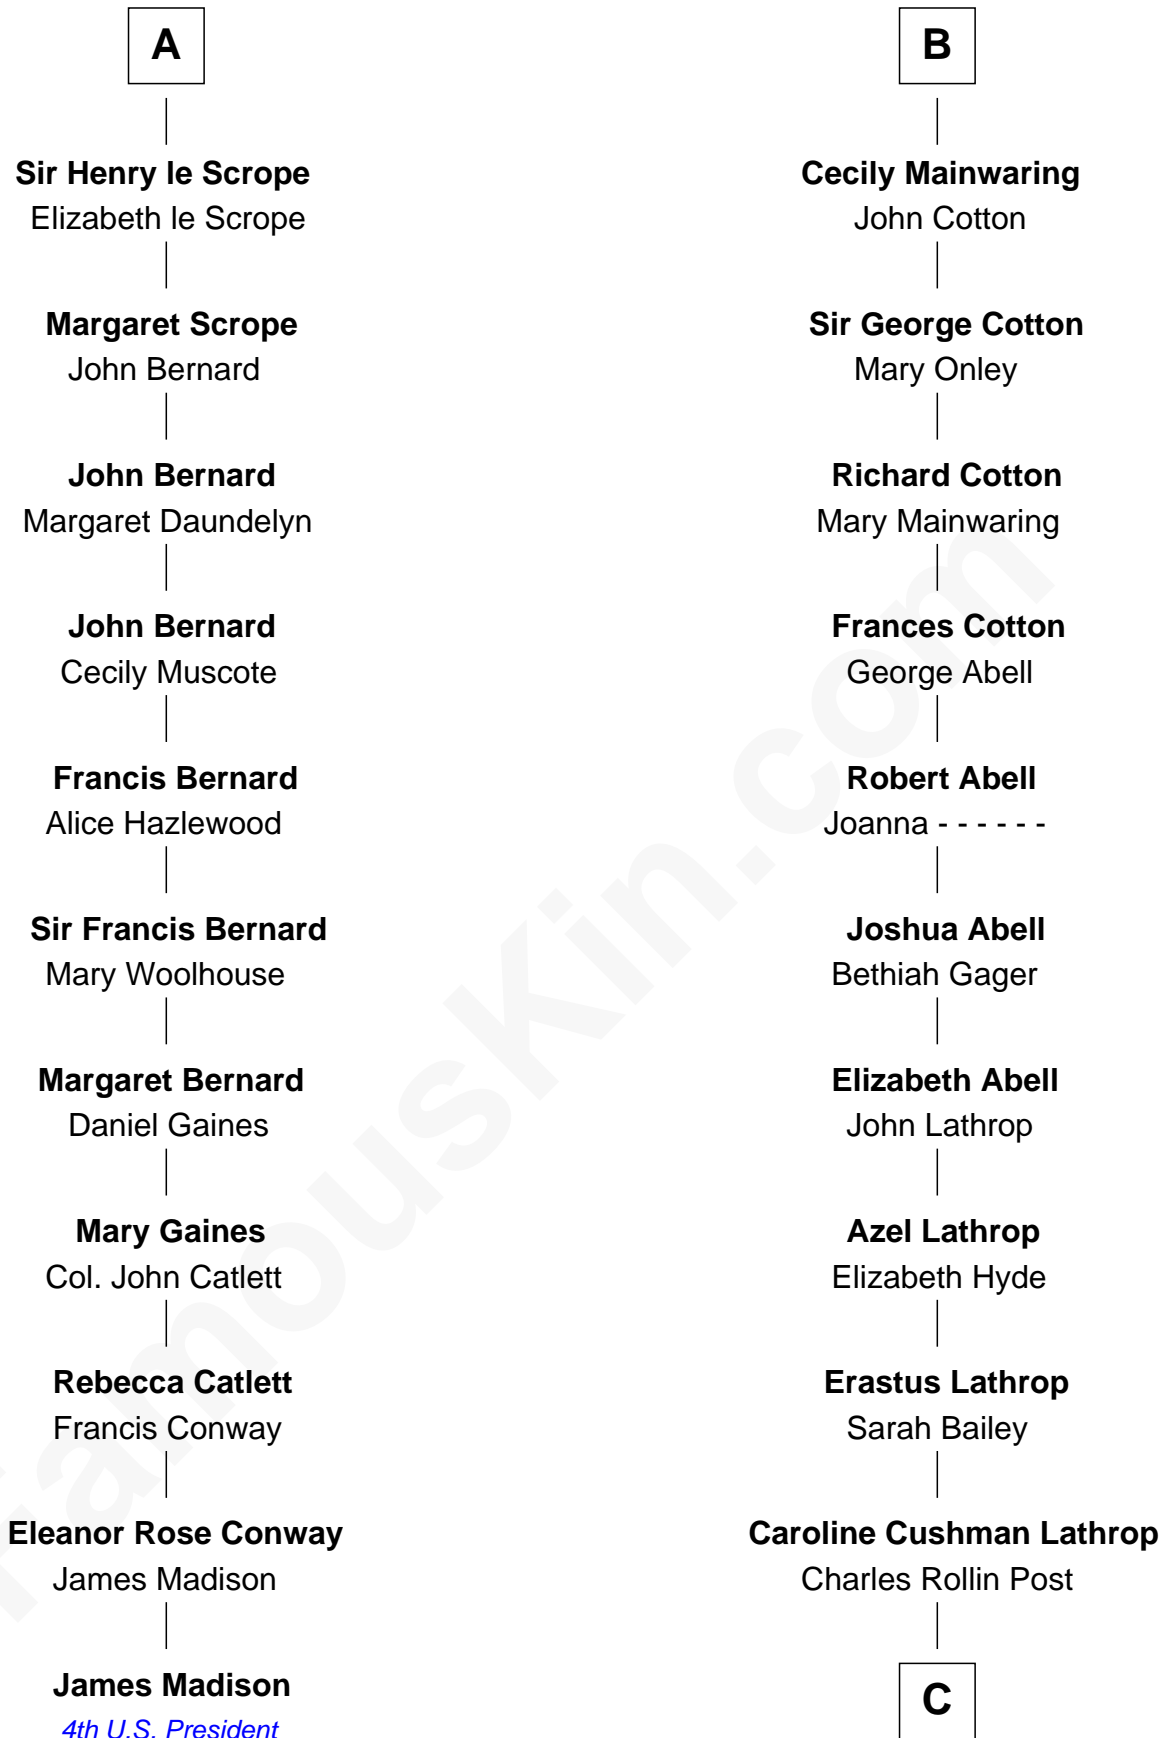 A
Sir Henry le Scrope
Elizabeth le Scrope
Margaret Scrope
John Bernard
John Bernard
Margaret Daundelyn
John Bernard
Cecily Muscote
Francis Bernard
Alice Hazlewood
Sir Francis Bernard
Mary Woolhouse
Margaret Bernard
Daniel Gaines
Mary Gaines
Col. John Catlett
Rebecca Catlett
Francis Conway
Eleanor Rose Conway
James Madison
James Madison
4th U.S. President
B
Cecily Mainwaring
John Cotton
Sir George Cotton
Mary Onley
Richard Cotton
Mary Mainwaring
Frances Cotton
George Abell
Robert Abell
Joanna - - - - - -
Joshua Abell
Bethiah Gager
Elizabeth Abell
John Lathrop
Azel Lathrop
Elizabeth Hyde
Erastus Lathrop
Sarah Bailey
Caroline Cushman Lathrop
Charles Rollin Post
C
FamousKin.com